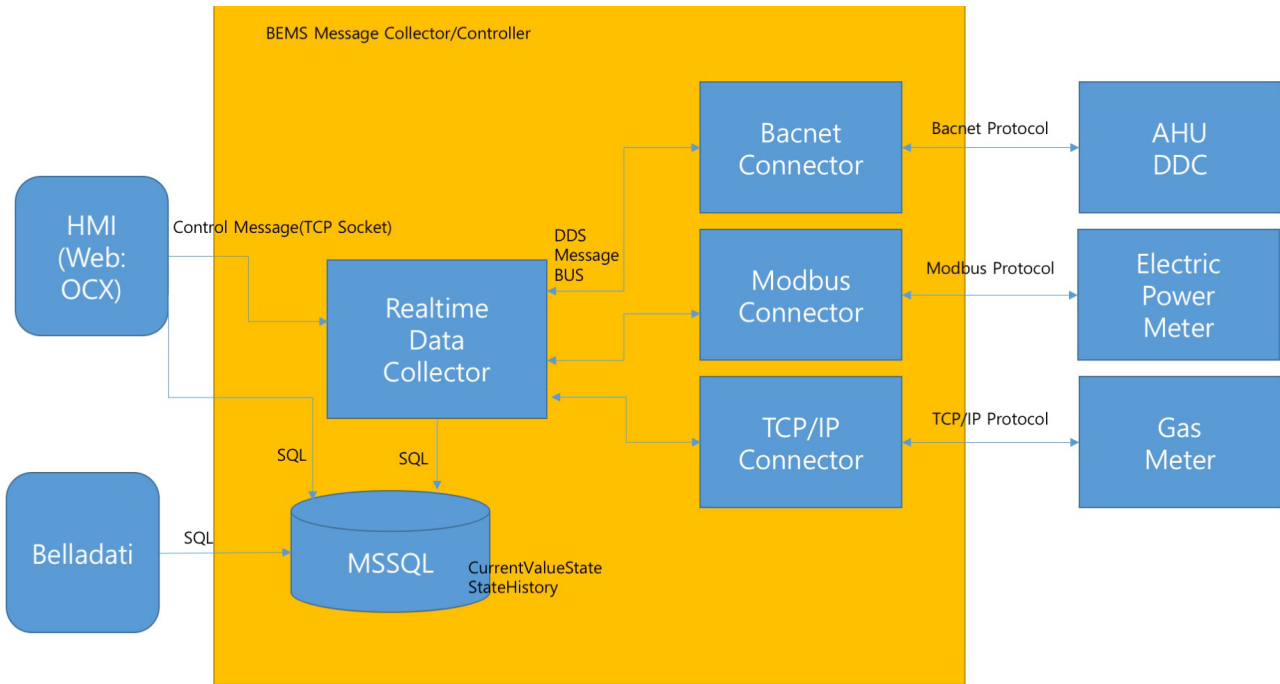 BEMS Message Collector/Controller
Bacnet
Connector
Bacnet Protocol
AHU
DDC
HMI
(Web:
OCX)
Control Message(TCP Socket)
DDS
Message
BUS
Realtime
Data
Collector
Modbus
Connector
Modbus Protocol
Electric
Power
Meter
TCP/IP
Connector
TCP/IP Protocol
Gas
Meter
SQL
SQL
Belladati
SQL
MSSQL
CurrentValueState
StateHistory